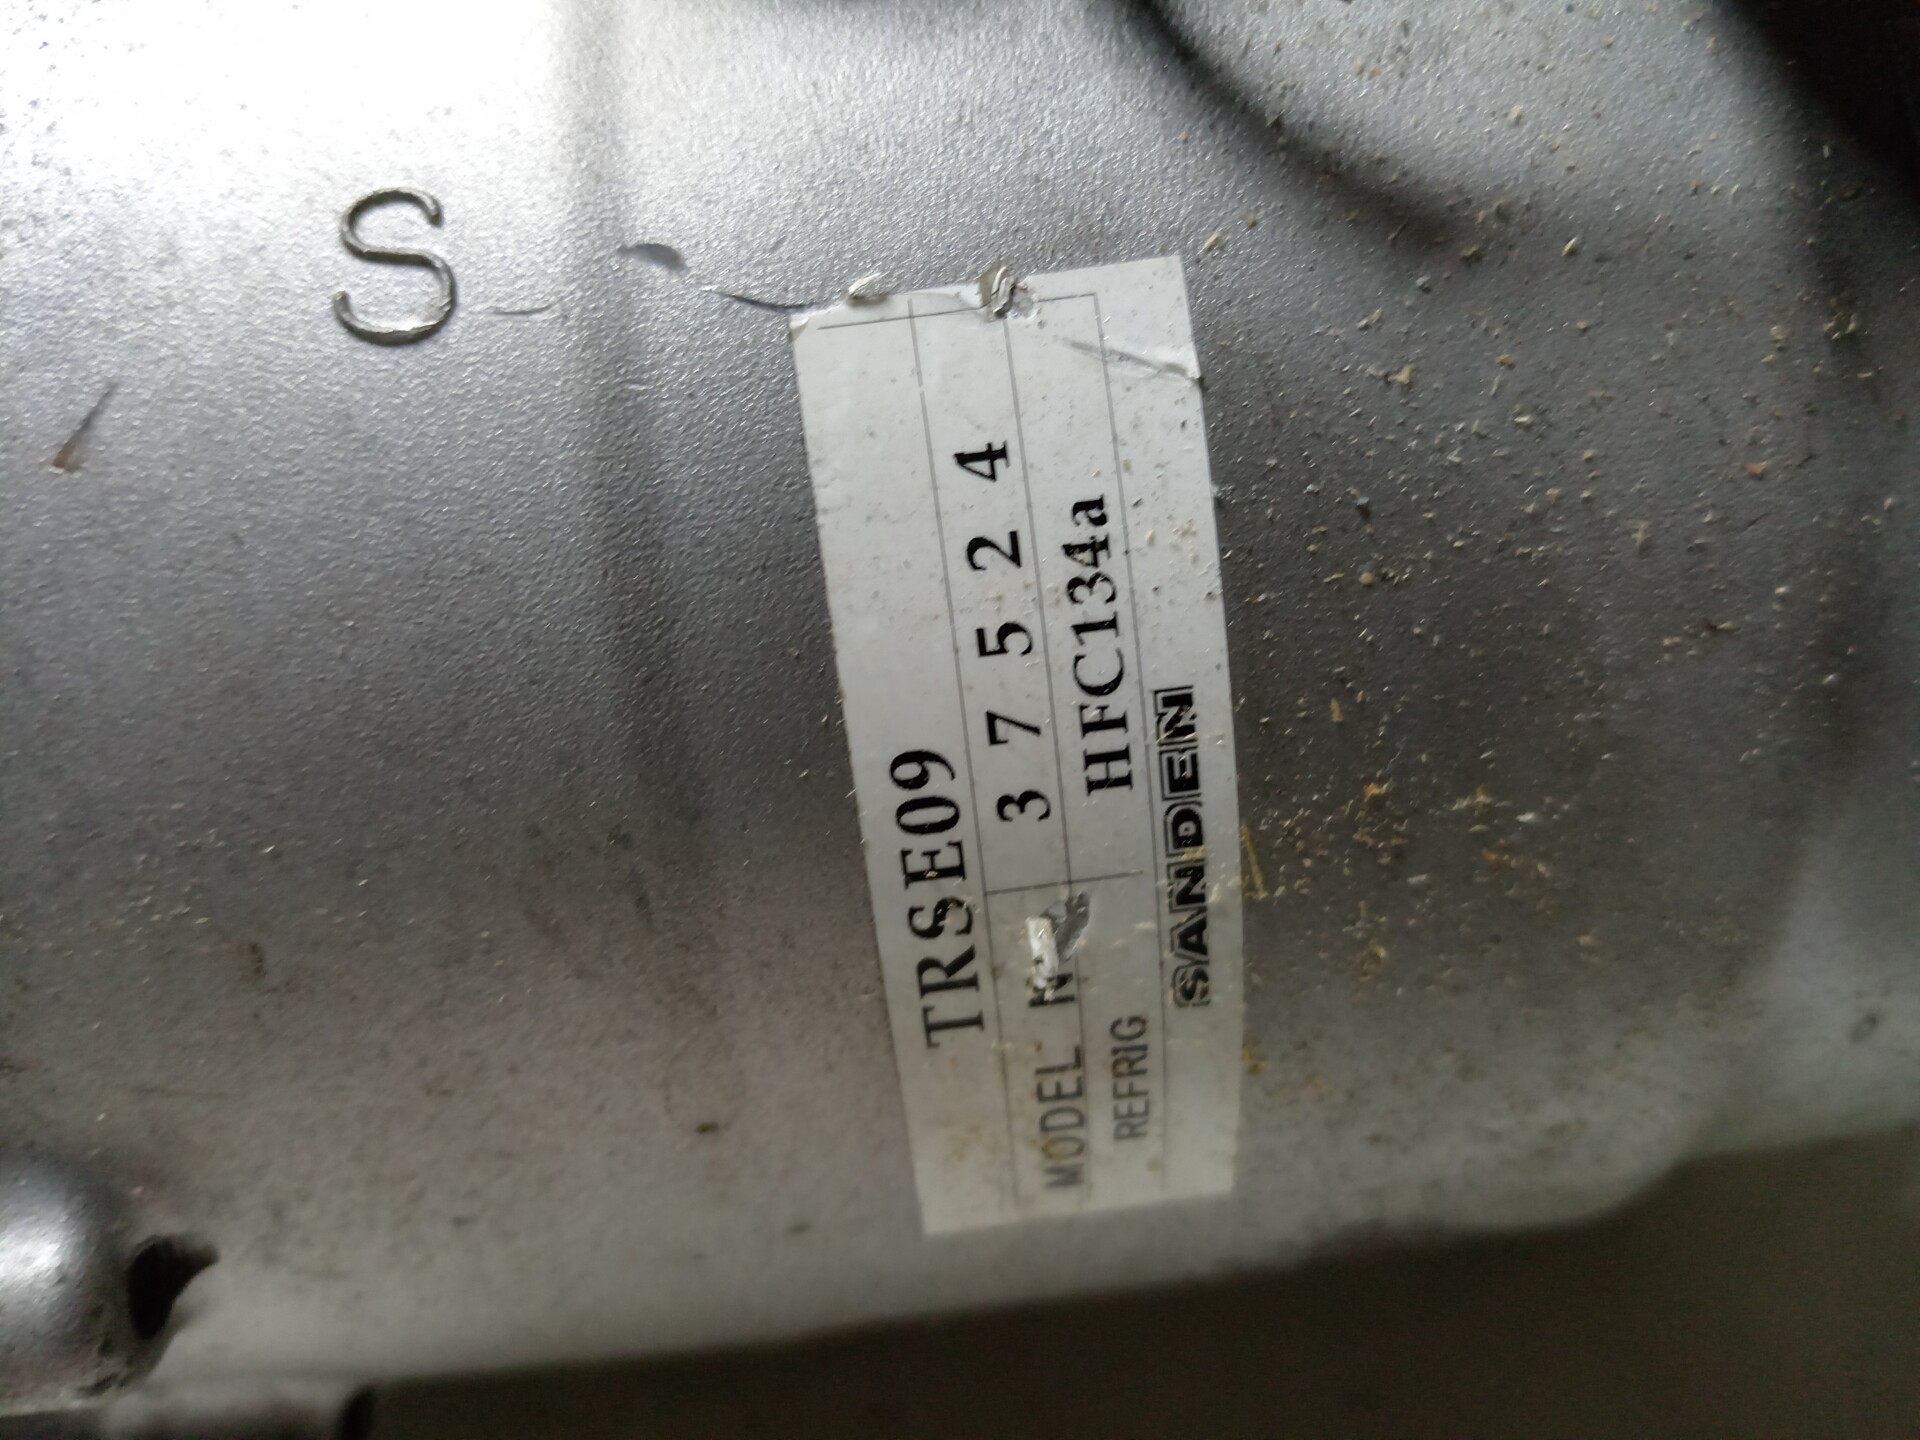 S
TRSE09
MODEL 3 7 5 2 4
REFRIG HFC134a
SANDEN